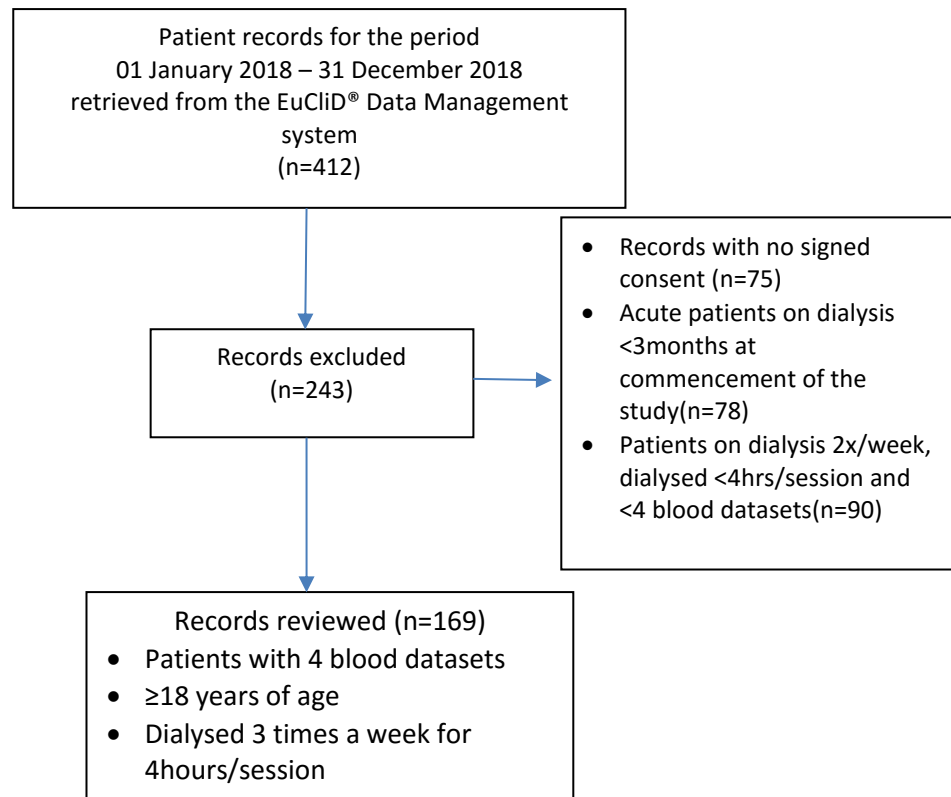 Patient records for the period
01 January 2018 – 31 December 2018
retrieved from the EuCliD® Data Management
system
(n=412)
Records excluded
(n=243)
• Records with no signed
consent (n=75)
• Acute patients on dialysis
<3months at
commencement of the
study(n=78)
• Patients on dialysis 2x/week,
dialysed <4hrs/session and
<4 blood datasets(n=90)
Records reviewed (n=169)
• Patients with 4 blood datasets
• ≥18 years of age
• Dialysed 3 times a week for
4hours/session